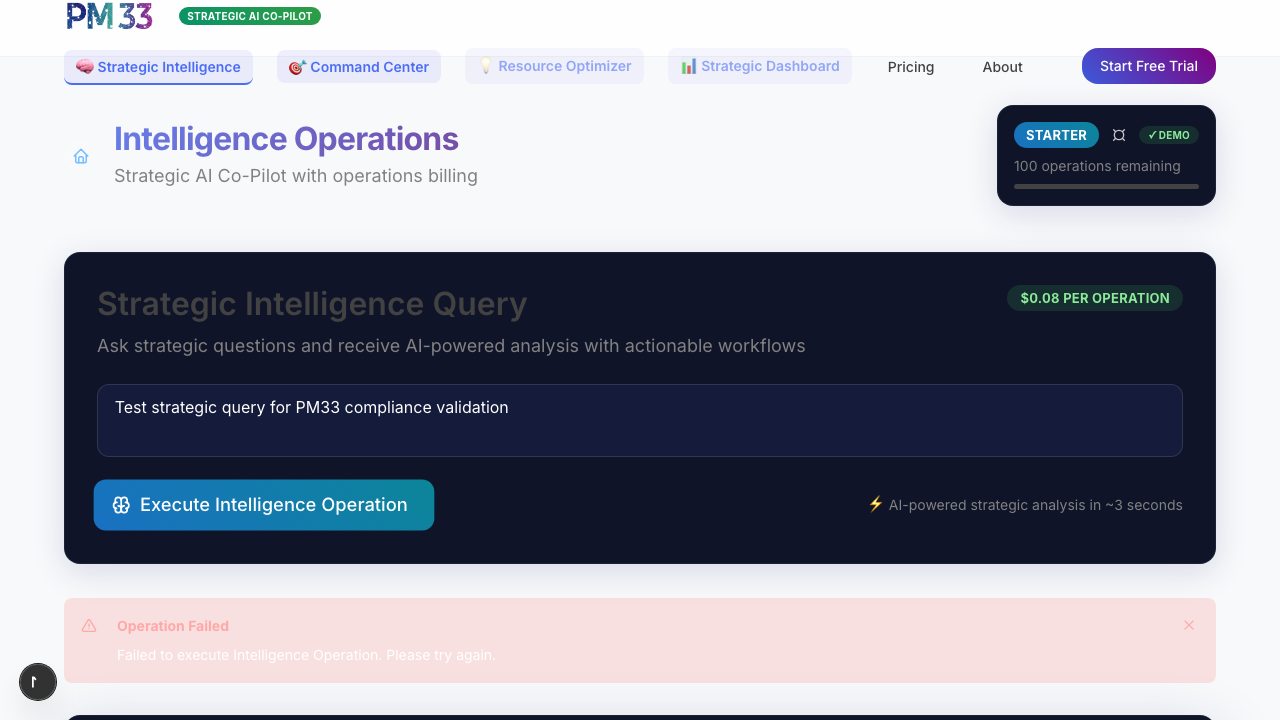 PM 33
STRATEGIC AI CO-PILOT
Strategic Intelligence
Command Center
Resource Optimizer
Strategic Dashboard
Pricing
About
Start Free Trial
Intelligence Operations
Strategic AI Co-Pilot with operations billing
STARTER
✓ DEMO
100 operations remaining
Strategic Intelligence Query
$0.08 PER OPERATION
Ask strategic questions and receive AI-powered analysis with actionable workflows
Test strategic query for PM33 compliance validation
Execute Intelligence Operation
⚡ AI-powered strategic analysis in ~3 seconds
Operation Failed
Failed to execute Intelligence Operation. Please try again.